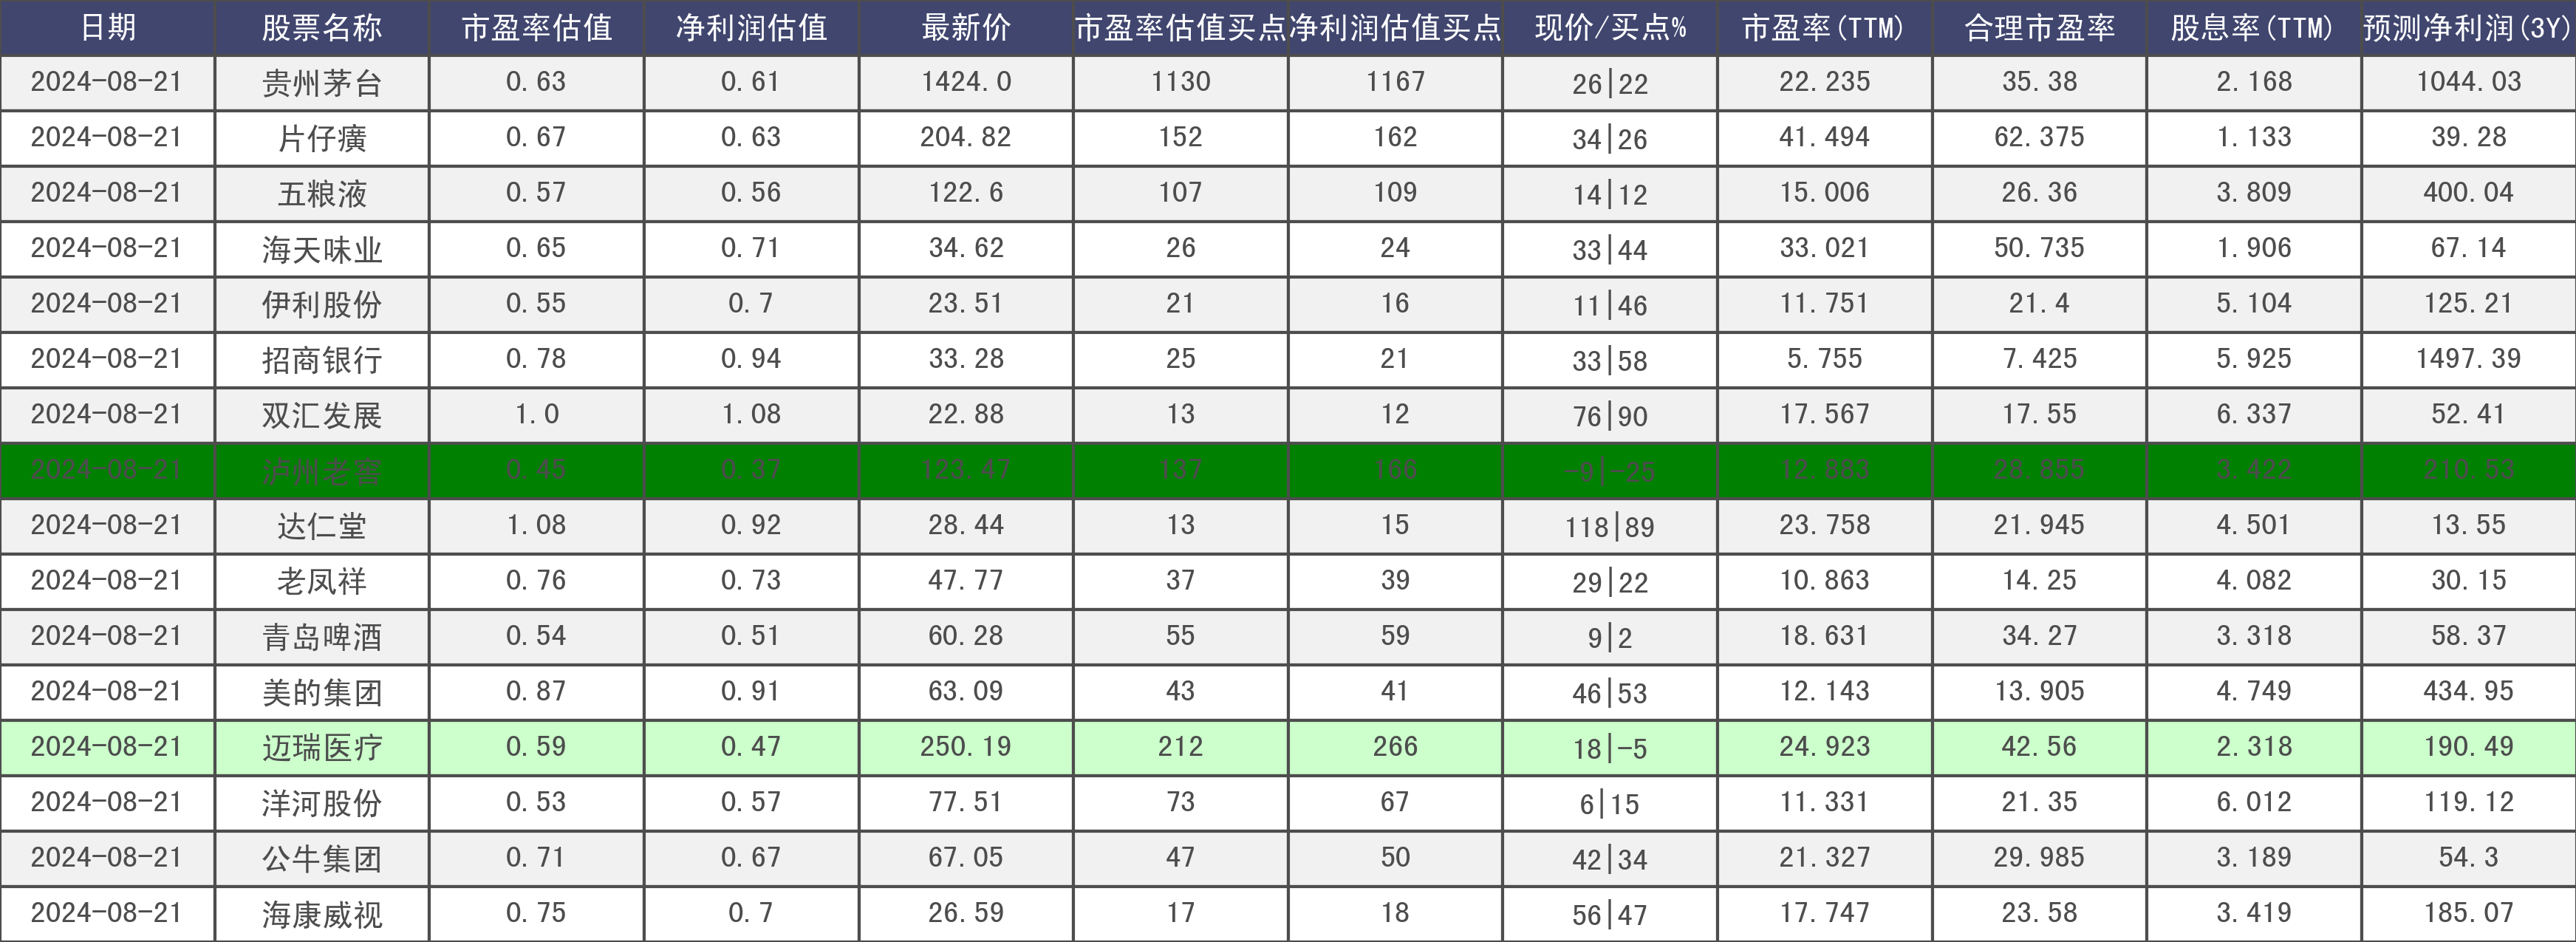 日期 股票名称 市盈率估值 净利润估值 最新价 市盈率估值买点 净利润估值买点 现价/买点% 市盈率(TTM) 合理市盈率 股息率(TTM) 预测净利润(3Y)
2024-08-21 贵州茅台 0.63 0.61 1424.0 1130 1167 26|22 22.235 35.38 2.168 1044.03
2024-08-21 片仔癀 0.67 0.63 204.82 152 162 34|26 41.494 62.375 1.133 39.28
2024-08-21 五粮液 0.57 0.56 122.6 107 109 14|12 15.006 26.36 3.809 400.04
2024-08-21 海天味业 0.65 0.71 34.62 26 24 33|44 33.021 50.735 1.906 67.14
2024-08-21 伊利股份 0.55 0.7 23.51 21 16 11|46 11.751 21.4 5.104 125.21
2024-08-21 招商银行 0.78 0.94 33.28 25 21 33|58 5.755 7.425 5.925 1497.39
2024-08-21 双汇发展 1.0 1.08 22.88 13 12 76|90 17.567 17.55 6.337 52.41
2024-08-21 泸州老窖 0.45 0.37 123.47 137 166 -9|-25 12.883 28.855 3.422 210.53
2024-08-21 达仁堂 1.08 0.92 28.44 13 15 118|89 23.758 21.945 4.501 13.55
2024-08-21 老凤祥 0.76 0.73 47.77 37 39 29|22 10.863 14.25 4.082 30.15
2024-08-21 青岛啤酒 0.54 0.51 60.28 55 59 9|2 18.631 34.27 3.318 58.37
2024-08-21 美的集团 0.87 0.91 63.09 43 41 46|53 12.143 13.905 4.749 434.95
2024-08-21 迈瑞医疗 0.59 0.47 250.19 212 266 18|-5 24.923 42.56 2.318 190.49
2024-08-21 洋河股份 0.53 0.57 77.51 73 67 6|15 11.331 21.35 6.012 119.12
2024-08-21 公牛集团 0.71 0.67 67.05 47 50 42|34 21.327 29.985 3.189 54.3
2024-08-21 海康威视 0.75 0.7 26.59 17 18 56|47 17.747 23.58 3.419 185.07